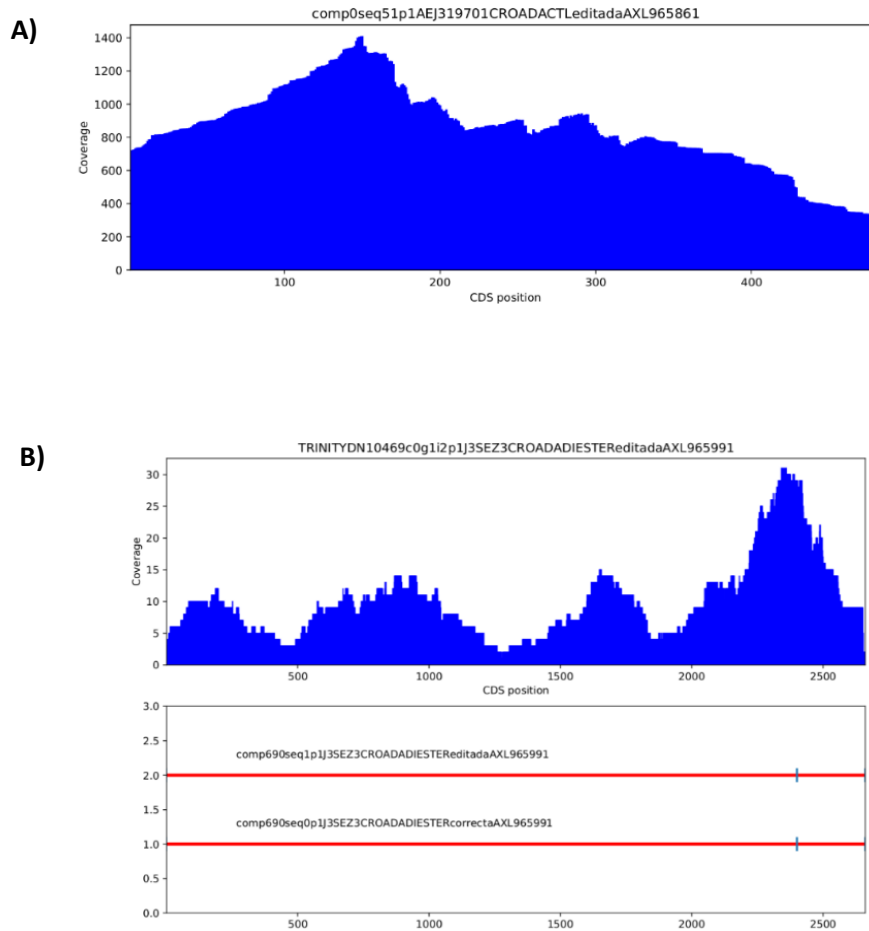 A)
comp0seq51p1AEJ319701CROADACTLeditadaAXL965861
1400
1200
1000
800
600
400
200
0
Coverage
100 200 300 400
CDS position
B)
TRINITYDN10469c0g1i2p1J3SEZ3CROADADIESTEReditadaAXL965991
30
25
20
15
10
5
0
Coverage
500 1000 1500 2000 2500
CDS position
3.0
2.5
comp690seq1p1J3SEZ3CROADADIESTEReditadaAXL965991
2.0
1.5
comp690seq0p1J3SEZ3CROADADIESTERcorrectaAXL965991
1.0
0.5
0.0
500 1000 1500 2000 2500